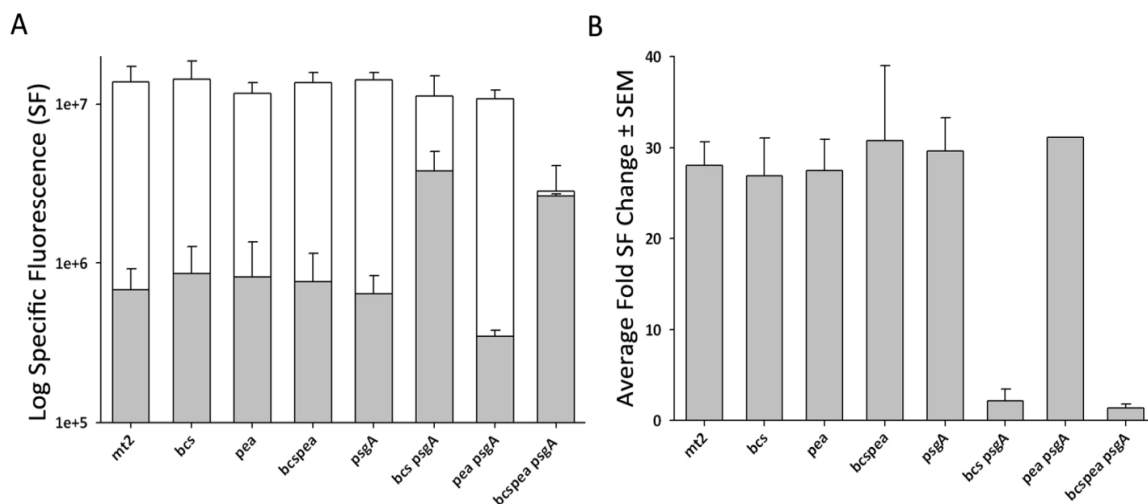 A
Log Specific Fluorescence (SF)
1e+7
1e+6
1e+5
mt2
bcs
pea
bcspea
psgA
bcs psgA
pea psgA
bcspea psgA
B
Average Fold SF Change ± SEM
40
30
20
10
0
mt2
bcs
pea
bcspea
psgA
bcs psgA
pea psgA
bcspea psgA